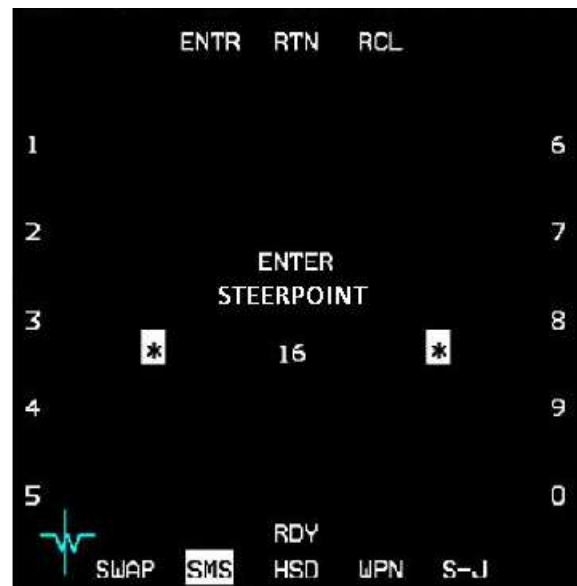 ENTR RTN RCL
1 6
2 7
ENTER
STEERPOINT
3 8
* 16 *
4 9
5 0
RDY
SWAP SMS HSD WPN S-J